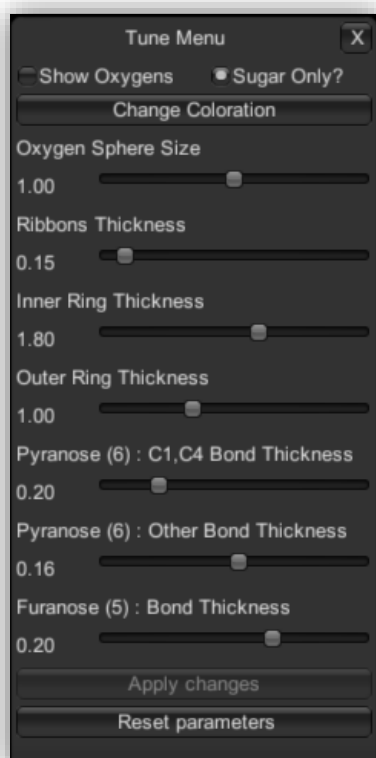 Tune Menu X
Show Oxygens Sugar Only?
Change Coloration
Oxygen Sphere Size
1.00
Ribbons Thickness
0.15
Inner Ring Thickness
1.80
Outer Ring Thickness
1.00
Pyranose (6) : C1,C4 Bond Thickness
0.20
Pyranose (6) : Other Bond Thickness
0.16
Furanose (5) : Bond Thickness
0.20
Apply changes
Reset parameters